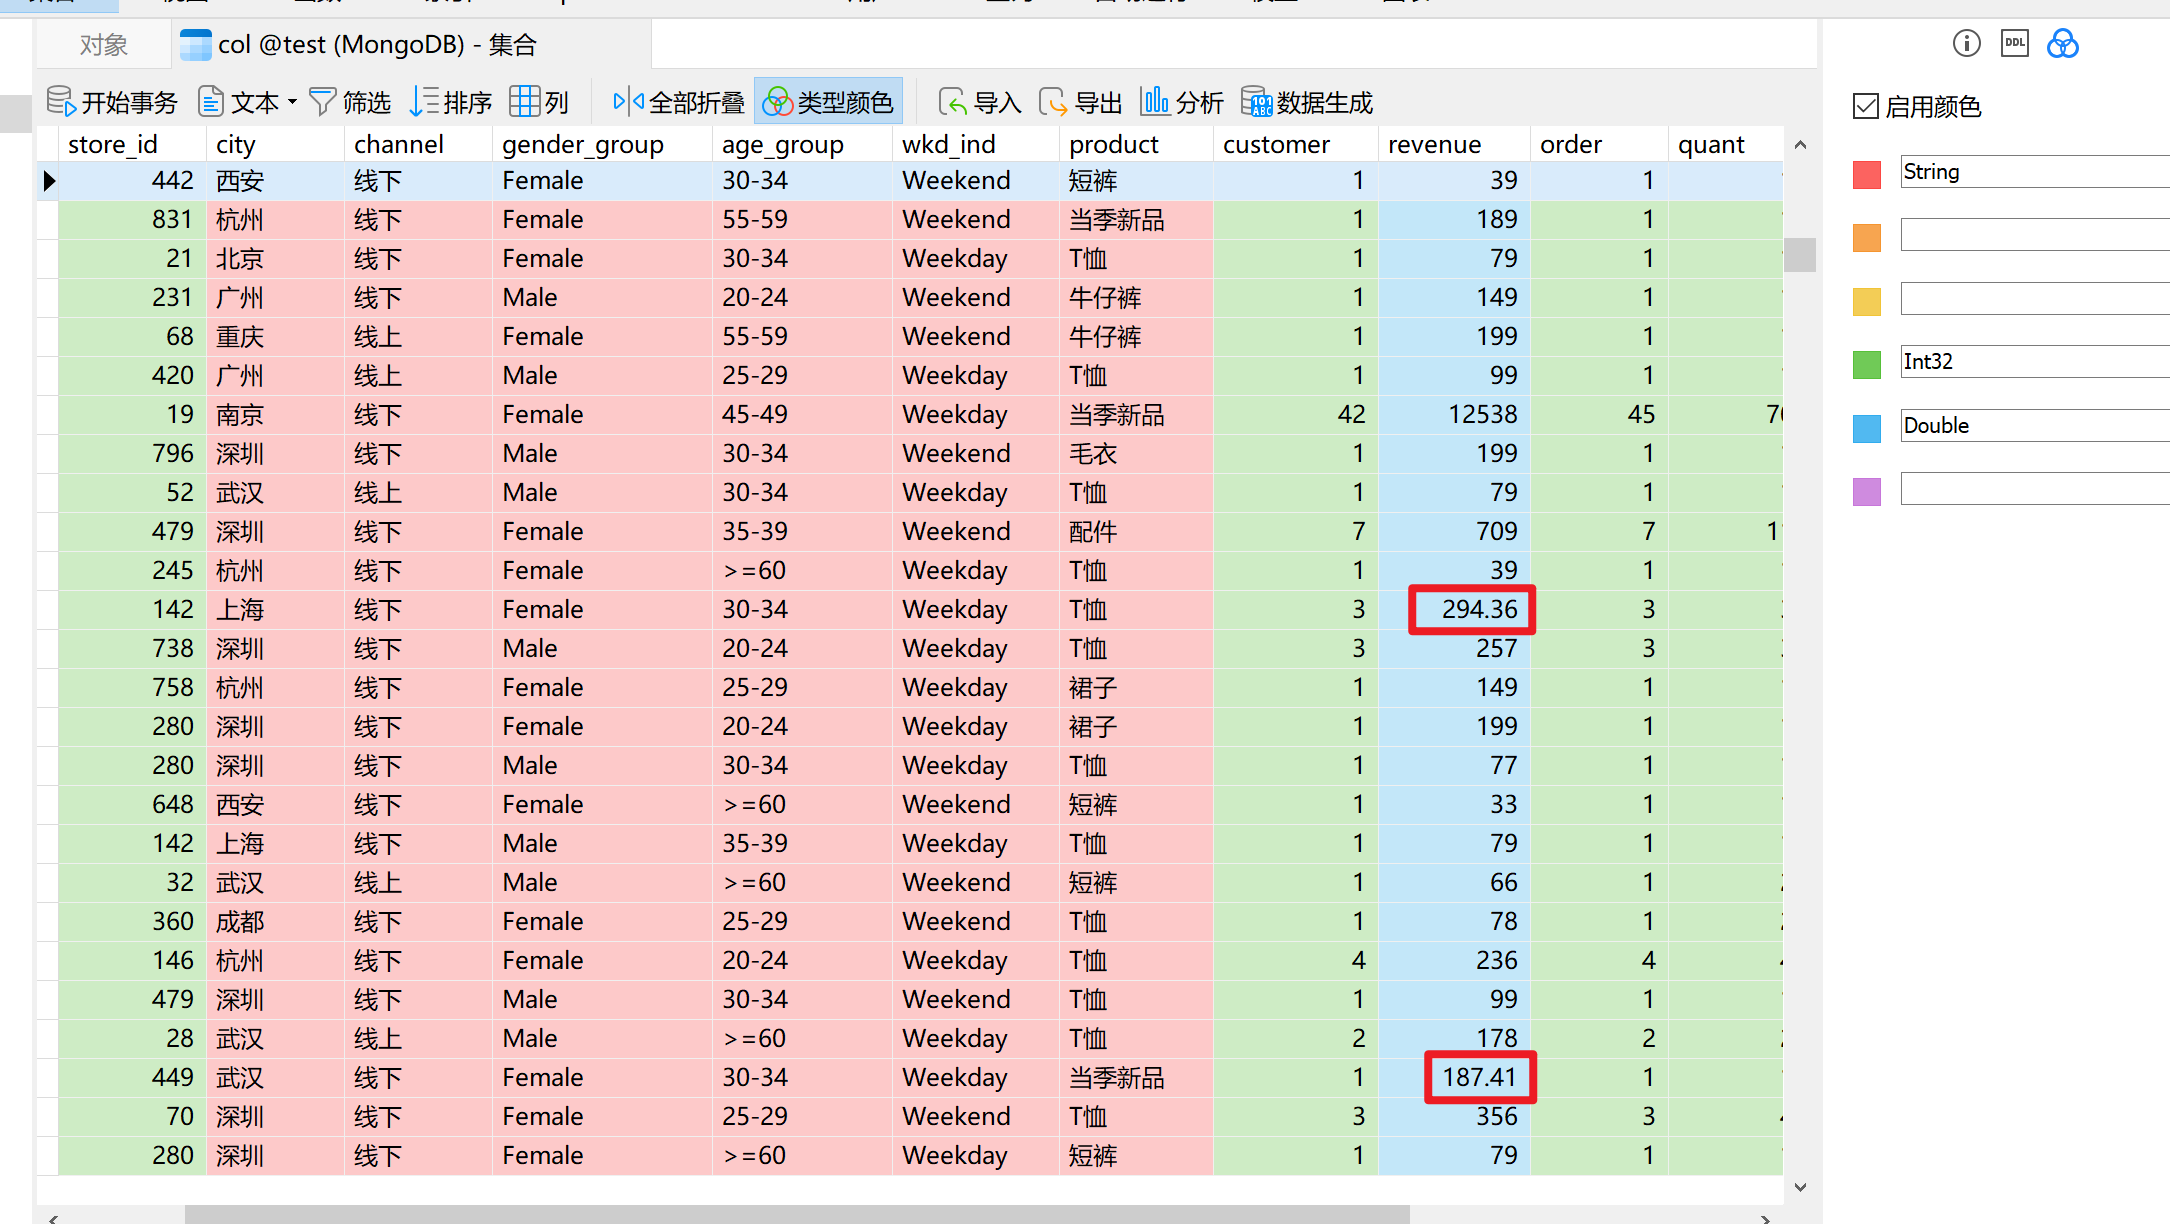 对象 col @test (MongoDB) - 集合
开始事务 文本 筛选 排序 列 全部折叠 类型颜色 导入 导出 分析 数据生成
store_id city channel gender_group age_group wkd_ind product customer revenue order quant
442 西安 线下 Female 30-34 Weekend 短裤 1 39 1
831 杭州 线下 Female 55-59 Weekend 当季新品 1 189 1
21 北京 线下 Female 30-34 Weekday T恤 1 79 1
231 广州 线下 Male 20-24 Weekend 牛仔裤 1 149 1
68 重庆 线上 Female 55-59 Weekend 牛仔裤 1 199 1
420 广州 线上 Male 25-29 Weekday T恤 1 99 1
19 南京 线下 Female 45-49 Weekday 当季新品 42 12538 45
796 深圳 线下 Male 30-34 Weekend 毛衣 1 199 1
52 武汉 线上 Male 30-34 Weekday T恤 1 79 1
479 深圳 线下 Female 35-39 Weekend 配件 7 709 7
245 杭州 线下 Female >=60 Weekday T恤 1 39 1
142 上海 线下 Female 30-34 Weekday T恤 3 294.36 3
738 深圳 线下 Male 20-24 Weekday T恤 3 257 3
758 杭州 线下 Female 25-29 Weekday 裙子 1 149 1
280 深圳 线下 Female 20-24 Weekday 裙子 1 199 1
280 深圳 线下 Male 30-34 Weekday T恤 1 77 1
648 西安 线下 Female >=60 Weekend 短裤 1 33 1
142 上海 线下 Male 35-39 Weekday T恤 1 79 1
32 武汉 线上 Male >=60 Weekend 短裤 1 66 1
360 成都 线下 Female 25-29 Weekend T恤 1 78 1
146 杭州 线下 Female 20-24 Weekday T恤 4 236 4
479 深圳 线下 Male 30-34 Weekend T恤 1 99 1
28 武汉 线上 Male >=60 Weekday T恤 2 178 2
449 武汉 线下 Female 30-34 Weekday 当季新品 1 187.41 1
70 深圳 线下 Female 25-29 Weekend T恤 3 356 3
280 深圳 线下 Female >=60 Weekday 短裤 1 79 1
DDL
启用颜色
String
Int32
Double